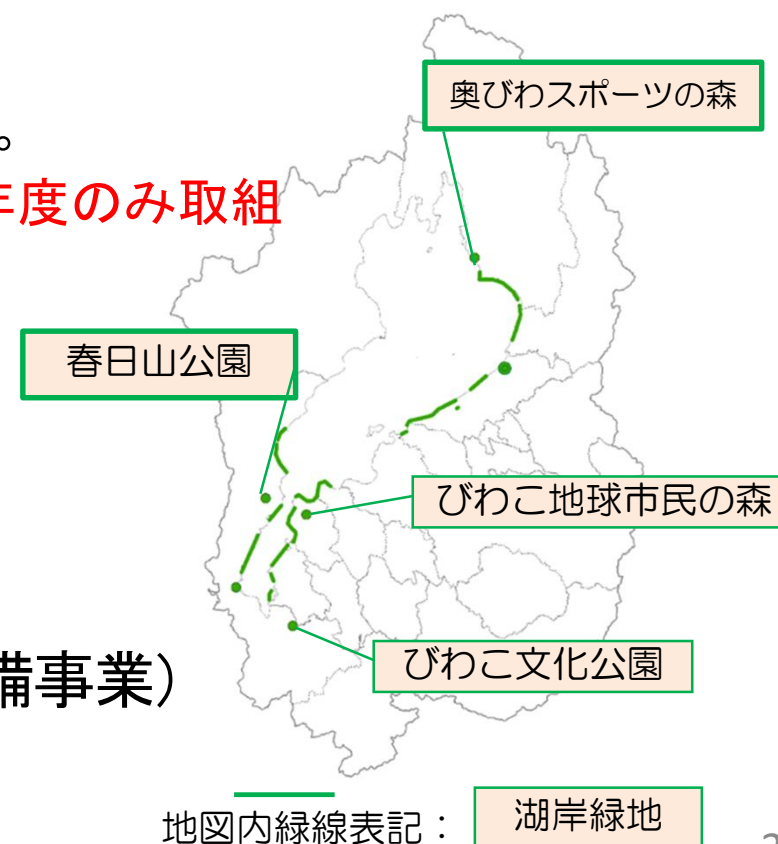 奥びわスポーツの森
。
年度のみ取組
春日山公園
びわこ地球市民の森
びわこ文化公園
備事業）
地図内緑線表記： 湖岸緑地